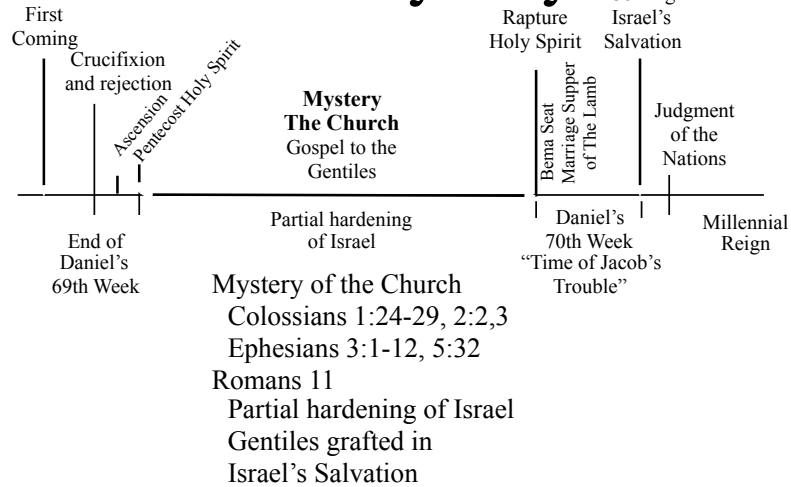 First
Coming
Crucifixion
and rejection
Ascension
Pentecost Holy Spirit
Mystery
The Church
Gospel to the
Gentiles
Rapture
Holy Spirit
Bema Seat
Marriage Supper
of The Lamb
Israel’s
Salvation
Judgment
of the
Nations
End of
Daniel’s
69th Week
Partial hardening
of Israel
Daniel’s
70th Week
“Time of Jacob’s
Trouble”
Millennial
Reign
Mystery of the Church
Colossians 1:24-29, 2:2,3
Ephesians 3:1-12, 5:32
Romans 11
Partial hardening of Israel
Gentiles grafted in
Israel’s Salvation